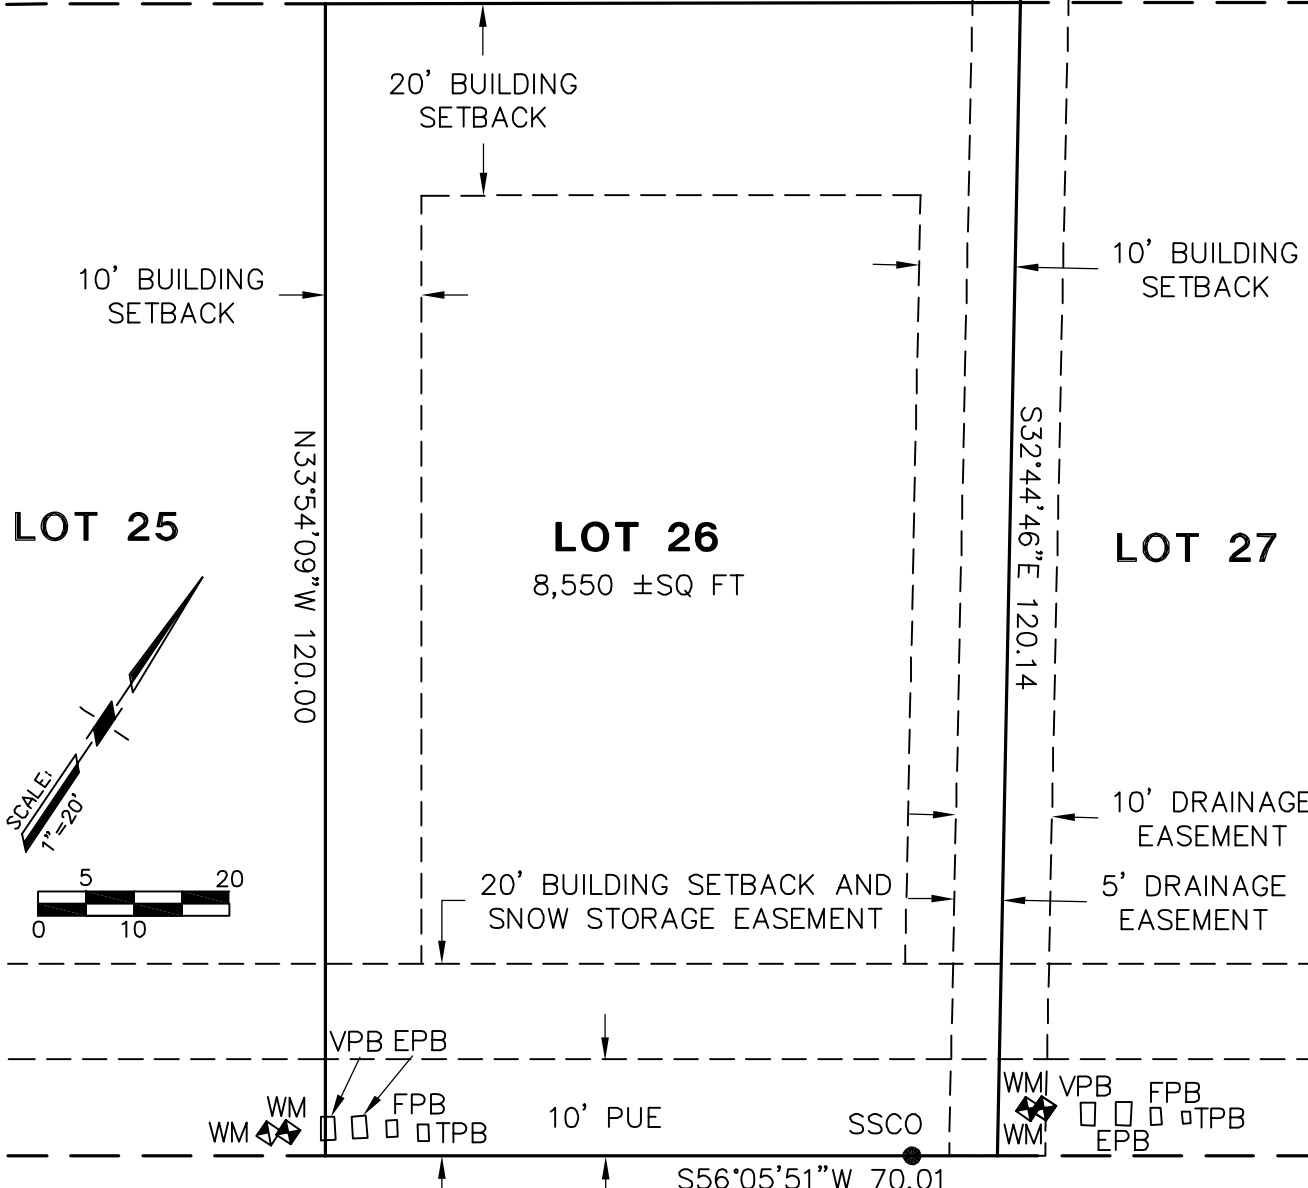 20' BUILDING
SETBACK
10' BUILDING
SETBACK
10' BUILDING
SETBACK
N33°54'09"W 120.00
S32°44'46"E 120.14
LOT 25
LOT 26
8,550 ±SQ FT
LOT 27
SCALE:
1"=20'
5 20
0 10
10' DRAINAGE
EASEMENT
20' BUILDING SETBACK AND
SNOW STORAGE EASEMENT
5' DRAINAGE
EASEMENT
VPB EPB
WM
WM
FPB
TPB
10' PUE
SSCO
WM
WM
VPB
FPB
TPB
EPB
S56°05'51"W 70.01